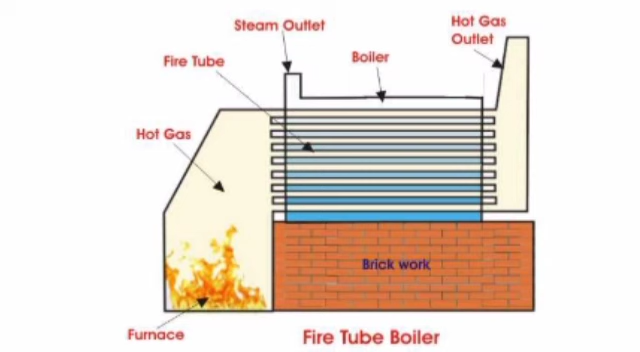 Steam Outlet
Hot Gas
Outlet
Fire Tube
Boiler
Hot Gas
Brick work
Furnace
Fire Tube Boiler